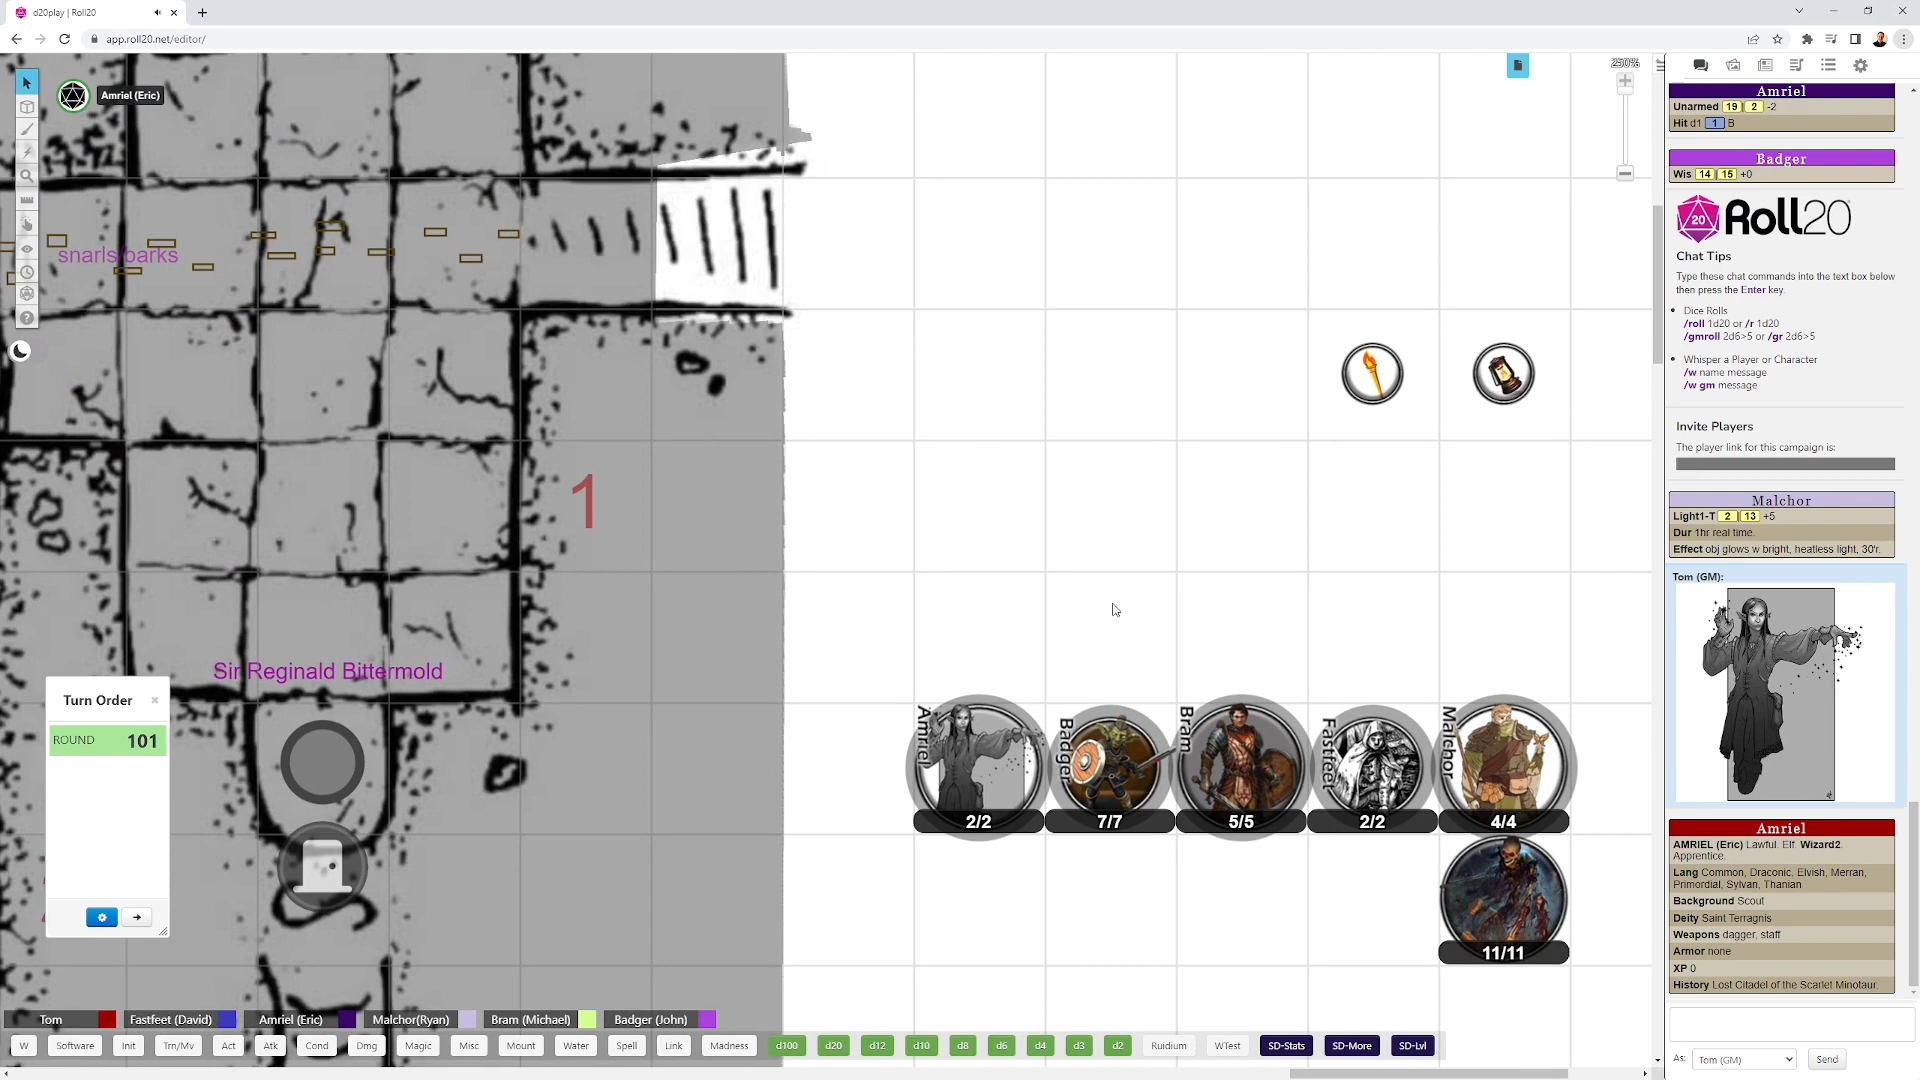 d20play | Roll20
app.roll20.net/editor/
Amriel (Eric)
snarls/barks
1
Sir Reginald Bittermold
Turn Order
ROUND 101
250%
Amriel
Badger
Bram
Fastfeet
Malchor
2/2
7/7
5/5
2/2
4/4
11/11
Tom
Fastfeet (David)
Amriel (Eric)
Malchor(Ryan)
Bram (Michael)
Badger (John)
W Software Init Trn/Mv Act Atk Cond Dmg Magic Misc Mount Water Spell Link Madness d100 d20 d12 d10 d8 d6 d4 d3 d2 Ruidium WTest SD-Stats SD-More SD-Lvl
Amriel
Unarmed 19 | 2 -2
Hit d1 1 B
Badger
Wis 14 | 15 +0
20 Roll20
Chat Tips
Type these chat commands into the text box below
then press the Enter key.
Dice Rolls
/roll 1d20 or /r 1d20
/gmroll 2d6>5 or /gr 2d6>5
Whisper a Player or Character
/w name message
/w gm message
Invite Players
The player link for this campaign is:
Malchor
Light1-T 2 | 13 +5
Dur 1hr real time.
Effect obj glows w bright, heatless light, 30'r.
Tom (GM):
Amriel
AMRIEL (Eric) Lawful. Elf. Wizard2.
Apprentice.
Lang Common, Draconic, Elvish, Merran,
Primordial, Sylvan, Thanian
Background Scout
Deity Saint Terragnis
Weapons dagger, staff
Armor none
XP 0
History Lost Citadel of the Scarlet Minotaur.
As: Tom (GM) Send